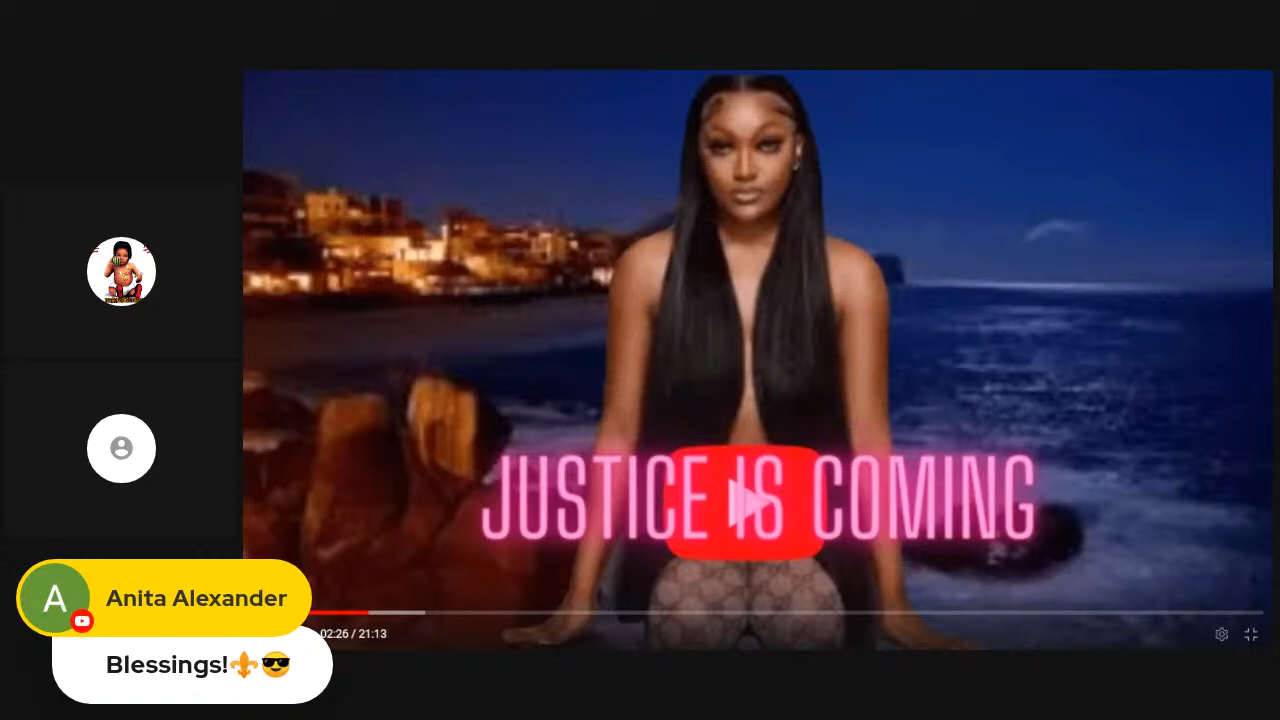 JUSTICE IS COMING
02:26 / 21:13
A
Anita Alexander
Blessings!⚜️😎